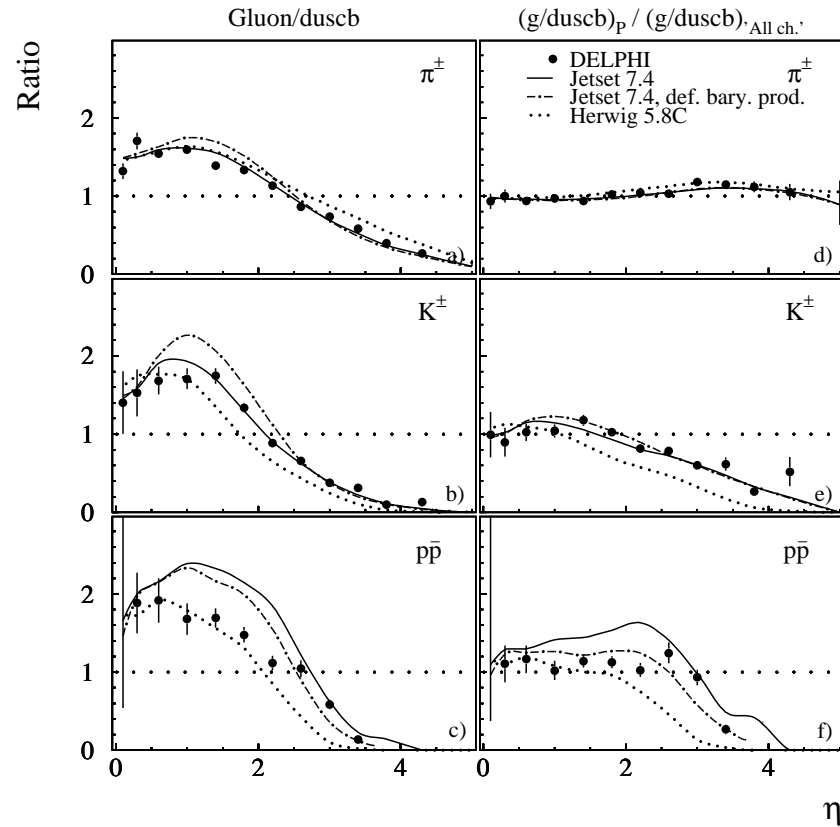 Gluon/duscb
(g/duscb)P / (g/duscb)'All ch.'
Ratio
π±
a)
DELPHI
Jetset 7.4
Jetset 7.4, def. bary. prod.
Herwig 5.8C
π±
d)
2
1
0
K±
b)
K±
e)
2
1
0
pp̄
c)
pp̄
f)
2
1
0
0 2 4
0 2 4
η